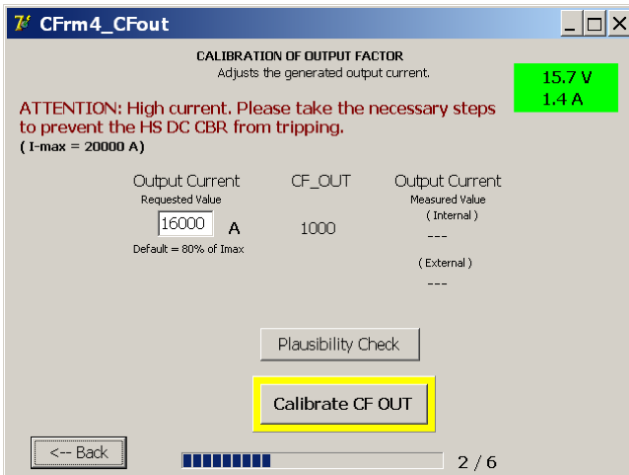 CFrm4_CFout
CALIBRATION OF OUTPUT FACTOR
Adjusts the generated output current.
15.7 V
1.4 A
ATTENTION: High current. Please take the necessary steps
to prevent the HS DC CBR from tripping.
( I-max = 20000 A)
Output Current CF_OUT Output Current
Requested Value Measured Value
( Internal )
16000 A 1000 ---
Default = 80% of Imax
( External )
---
Plausibility Check
Calibrate CF OUT
<-- Back 2 / 6